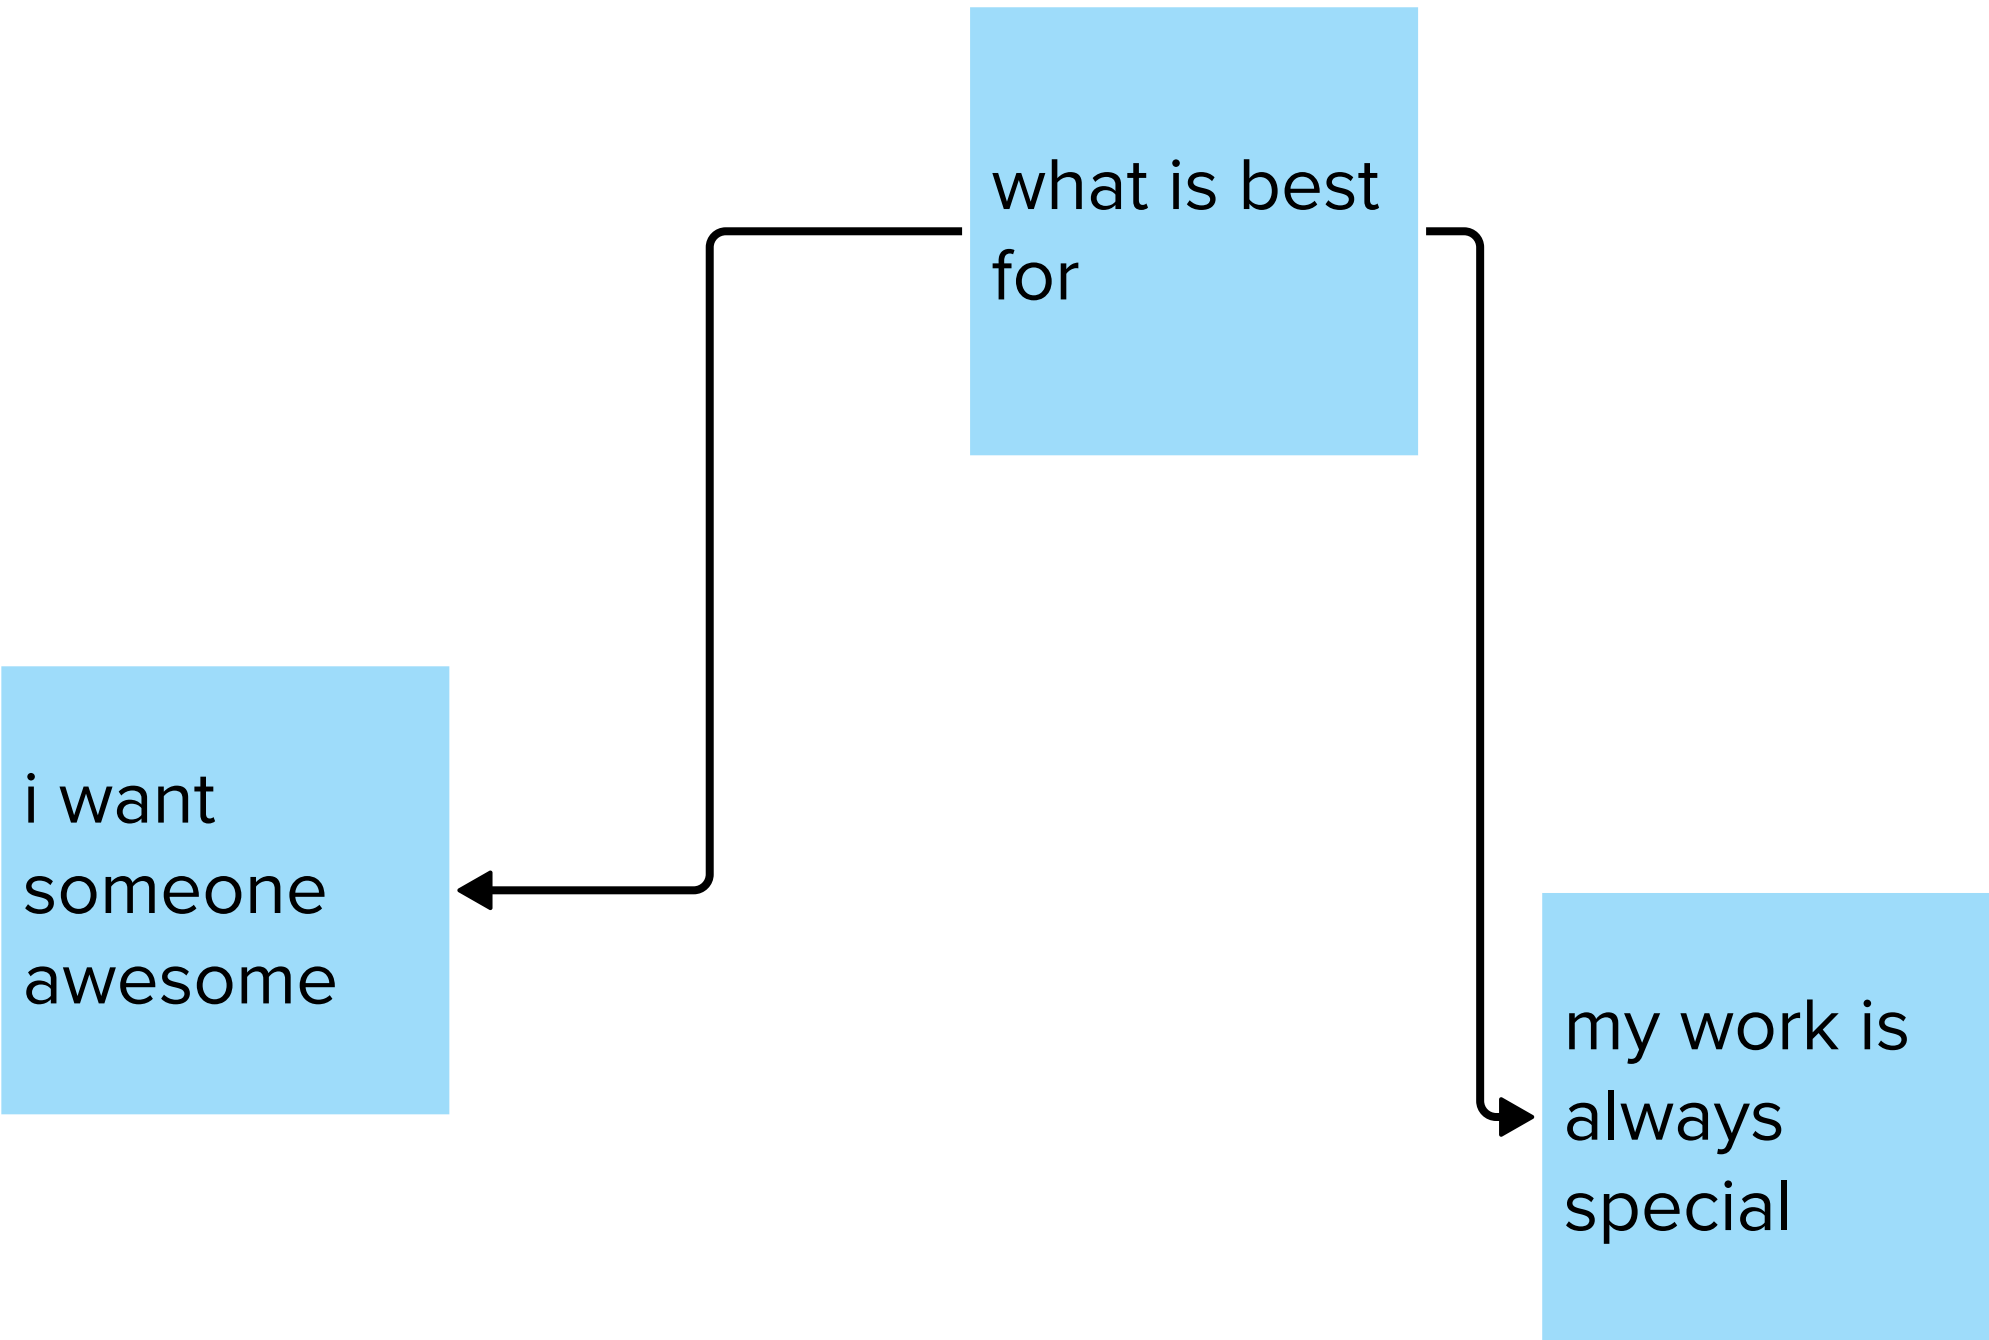 what is best
for
i want
someone
awesome
my work is
always
special